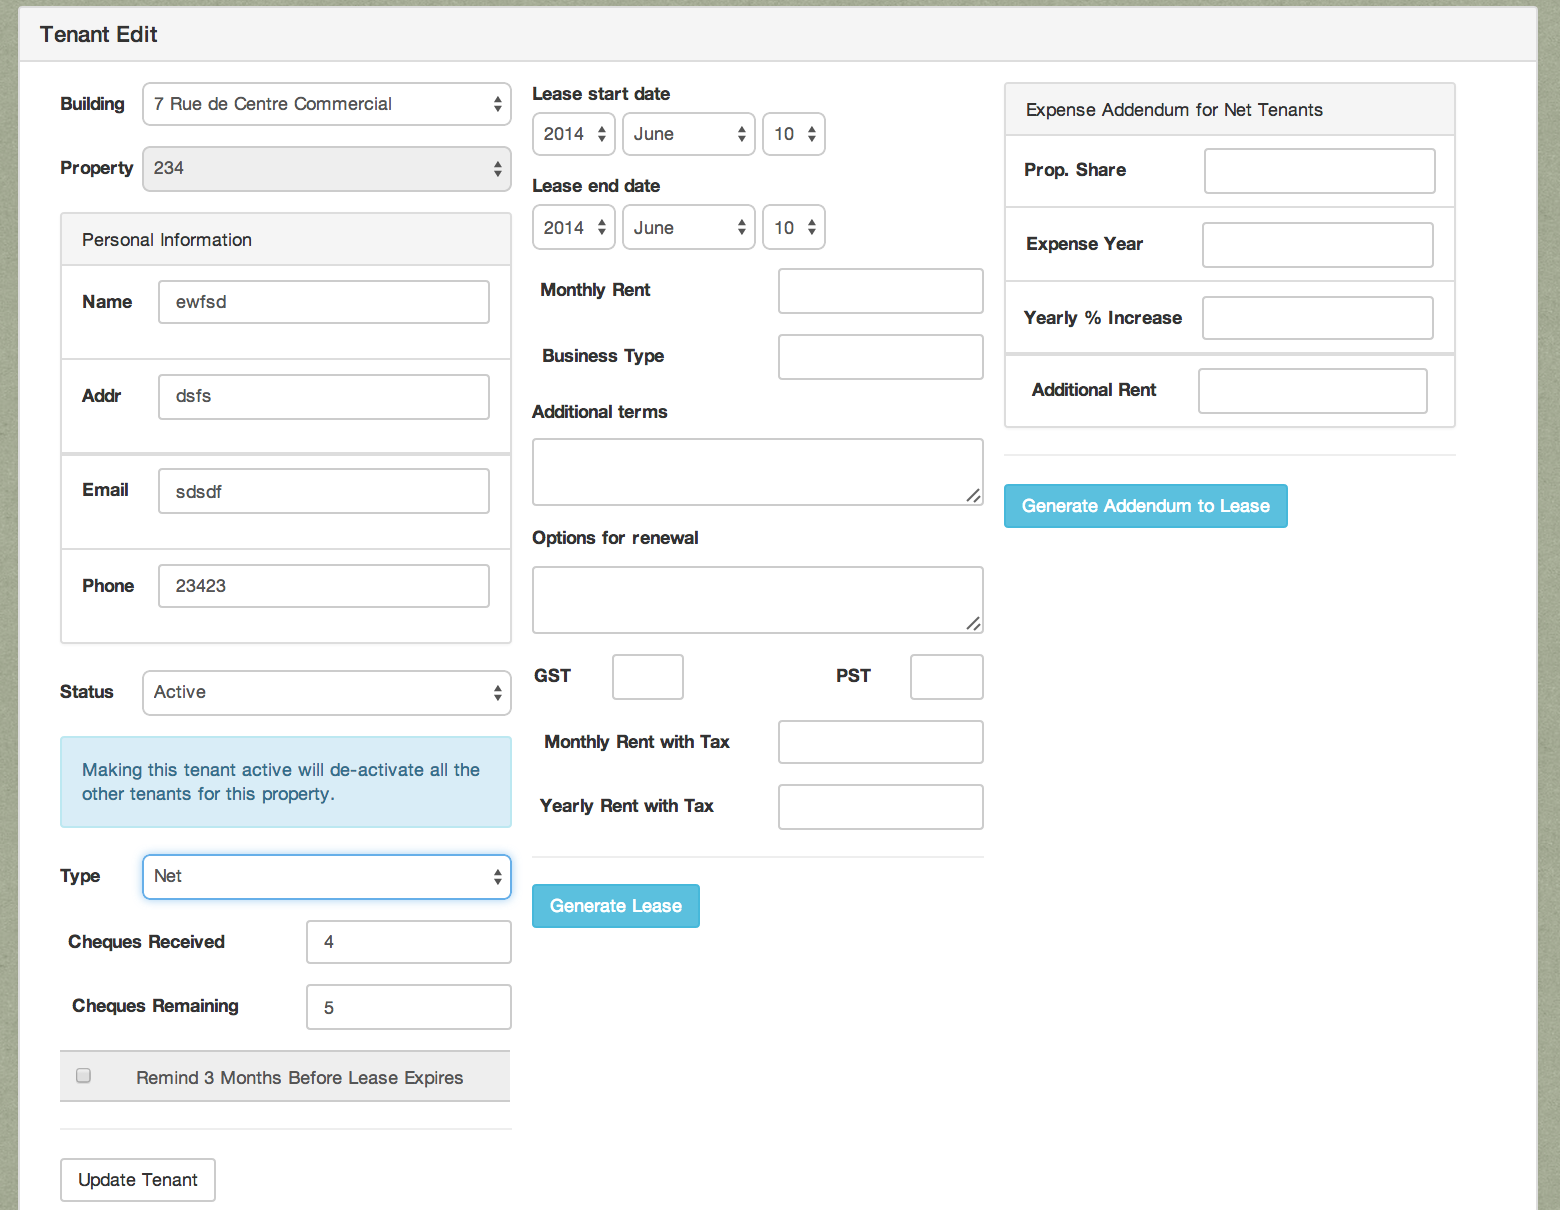 Tenant Edit
Building 7 Rue de Centre Commercial
Property 234
Personal Information
Name ewfsd
Addr dsfs
Email sdsdf
Phone 23423
Status Active
Making this tenant active will de-activate all the
other tenants for this property.
Type Net
Cheques Received 4
Cheques Remaining 5
Remind 3 Months Before Lease Expires
Update Tenant
Lease start date
2014 June 10
Lease end date
2014 June 10
Monthly Rent
Business Type
Additional terms
Options for renewal
GST PST
Monthly Rent with Tax
Yearly Rent with Tax
Generate Lease
Expense Addendum for Net Tenants
Prop. Share
Expense Year
Yearly % Increase
Additional Rent
Generate Addendum to Lease